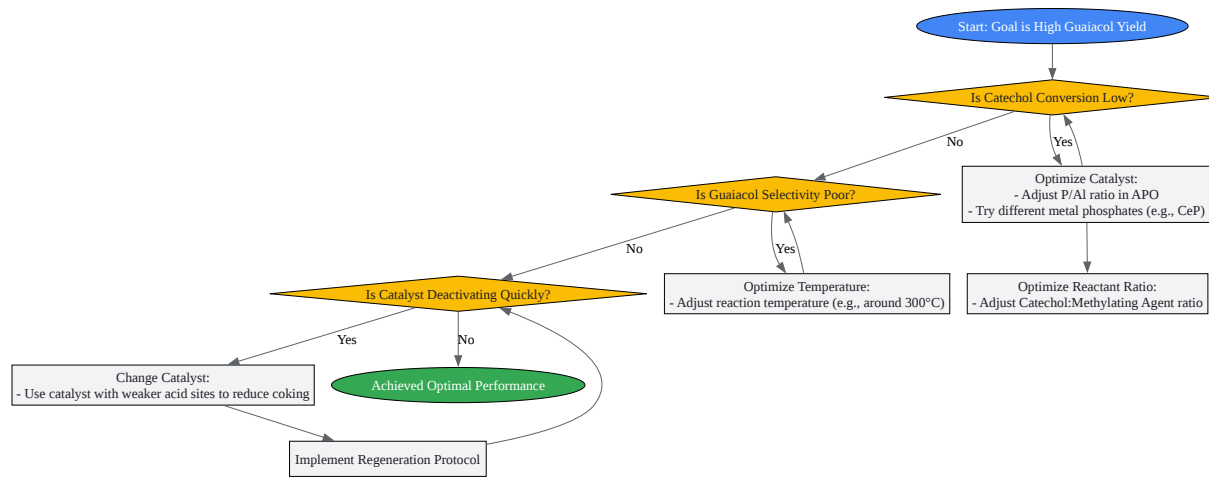 Start: Goal is High Guaiacol Yield
Is Catechol Conversion Low?
No
Yes
Optimize Catalyst:
- Adjust P/Al ratio in APO
- Try different metal phosphates (e.g., CeP)
Is Guaiacol Selectivity Poor?
No
Yes
Optimize Temperature:
- Adjust reaction temperature (e.g., around 300°C)
Optimize Reactant Ratio:
- Adjust Catechol:Methylating Agent ratio
Is Catalyst Deactivating Quickly?
Yes
No
Change Catalyst:
- Use catalyst with weaker acid sites to reduce coking
Achieved Optimal Performance
Implement Regeneration Protocol